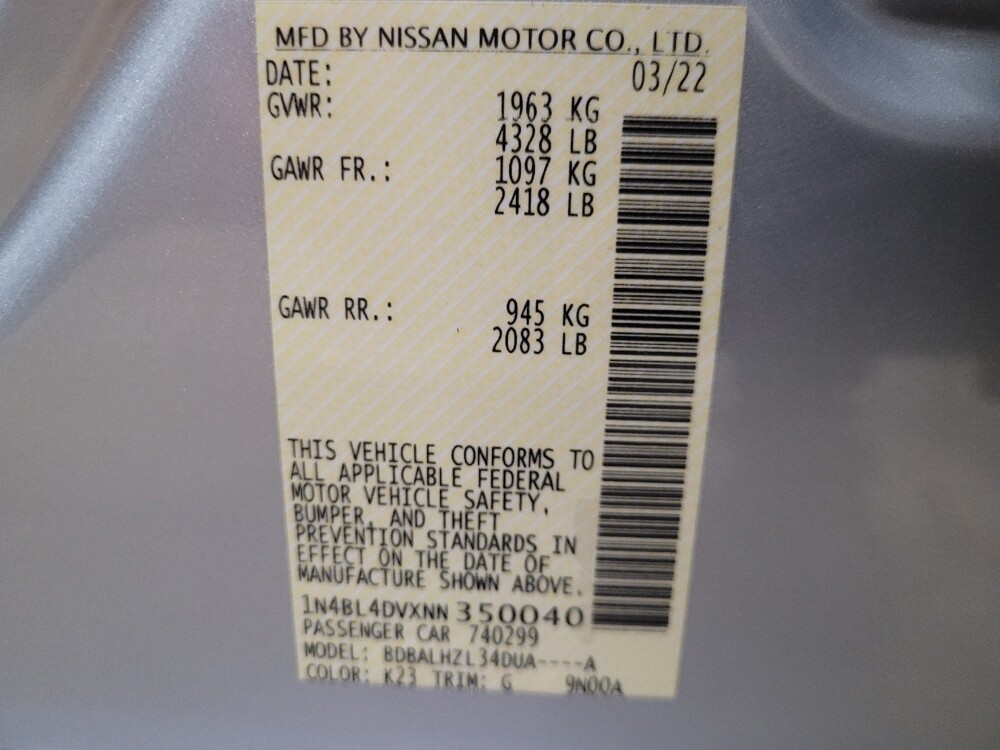 MFD BY NISSAN MOTOR CO., LTD.
DATE: 03/22
GVWR: 1963 KG
4328 LB
GAWR FR.: 1097 KG
2418 LB
GAWR RR.: 945 KG
2083 LB
THIS VEHICLE CONFORMS TO
ALL APPLICABLE FEDERAL
MOTOR VEHICLE SAFETY,
BUMPER, AND THEFT
PREVENTION STANDARDS IN
EFFECT ON THE DATE OF
MANUFACTURE SHOWN ABOVE.
1N4BL4DVXNN350040
PASSENGER CAR 740299
MODEL: BDBALHZL34DUA----A
COLOR: K23 TRIM: G 9N00A